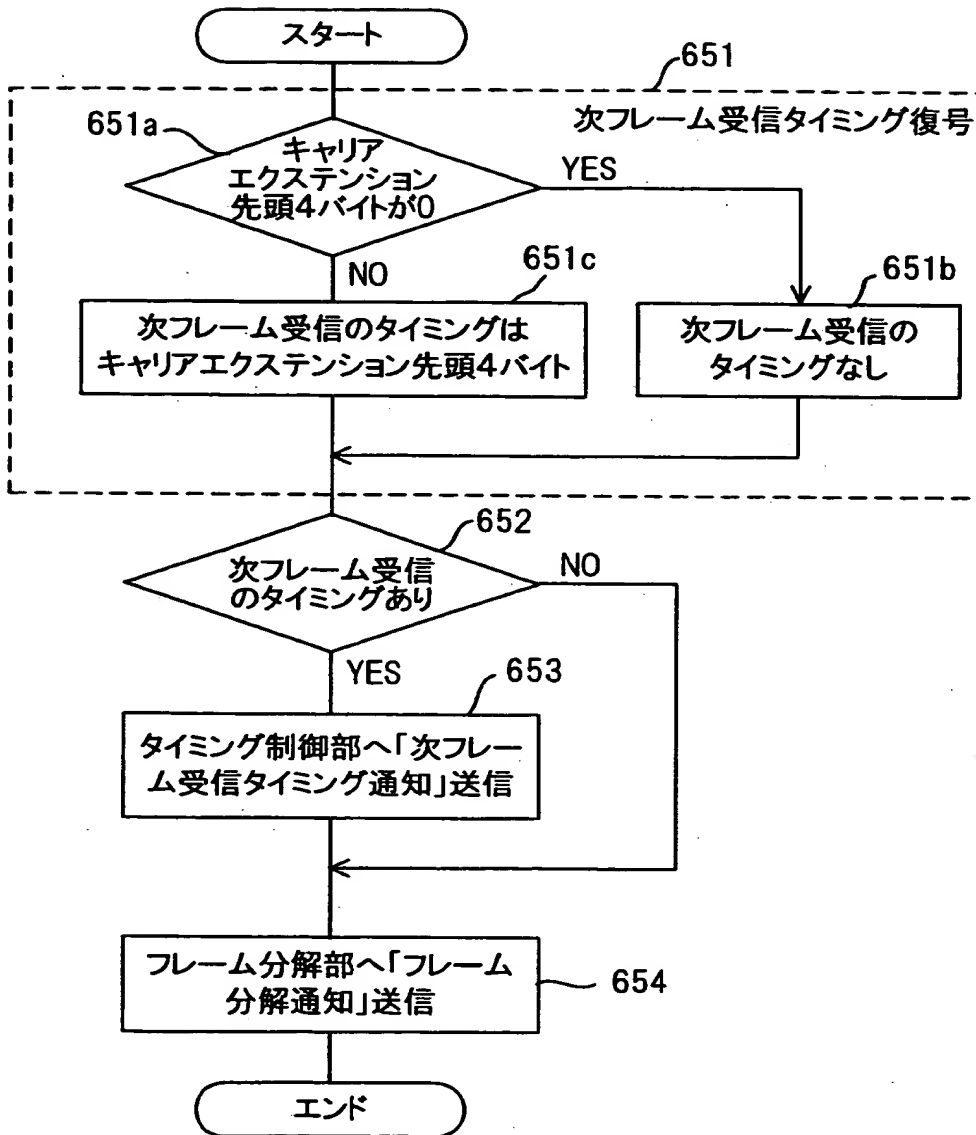 スタート
651
次フレーム受信タイミング復号
651a
キャリア
エクステンション
先頭4バイトが0
YES
NO
651c
651b
次フレーム受信のタイミングは
キャリアエクステンション先頭4バイト
次フレーム受信の
タイミングなし
652
次フレーム受信
のタイミングあり
NO
YES
653
タイミング制御部へ「次フレー
ム受信タイミング通知」送信
フレーム分解部へ「フレーム
分解通知」送信
654
エンド